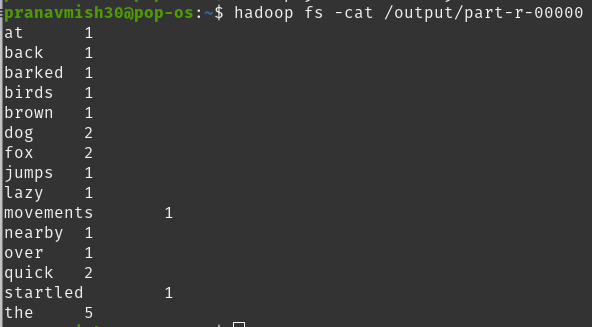 pranavmish30@pop-os:~$ hadoop fs -cat /output/part-r-00000
at 1
back 1
barked 1
birds 1
brown 1
dog 2
fox 2
jumps 1
lazy 1
movements 1
nearby 1
over 1
quick 2
startled 1
the 5